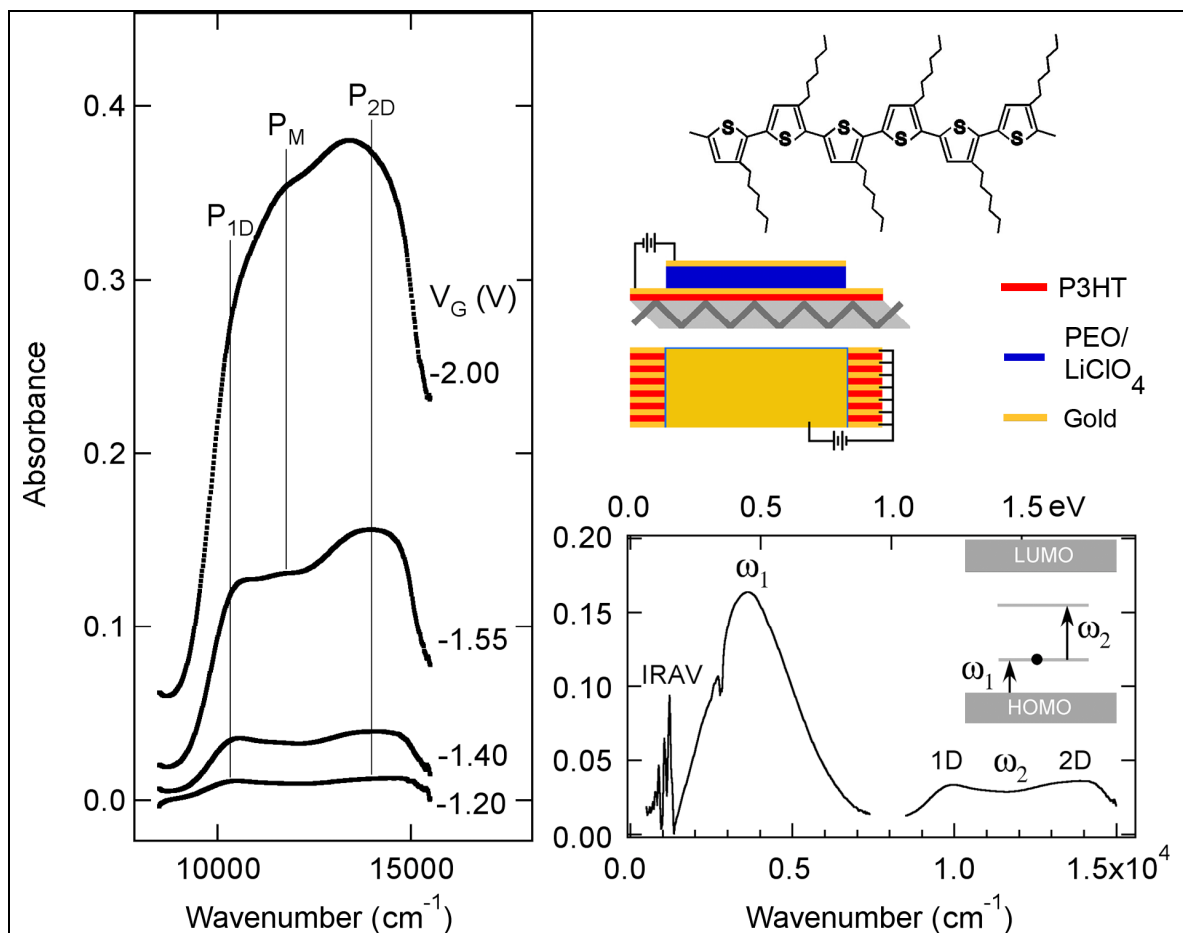 0.4
0.3
0.2
0.1
0.0
Absorbance
P1D
PM
P2D
VG (V)
-2.00
-1.55
-1.40
-1.20
10000
15000
Wavenumber (cm-1)
S S S S S S
P3HT
PEO/
LiClO4
Gold
0.0 0.5 1.0 1.5 eV
0.20
0.15
0.10
0.05
0.00
IRAV
ω1
LUMO
ω2
ω1
HOMO
1D ω2 2D
0.0 0.5 1.0 1.5x10^4
Wavenumber (cm-1)